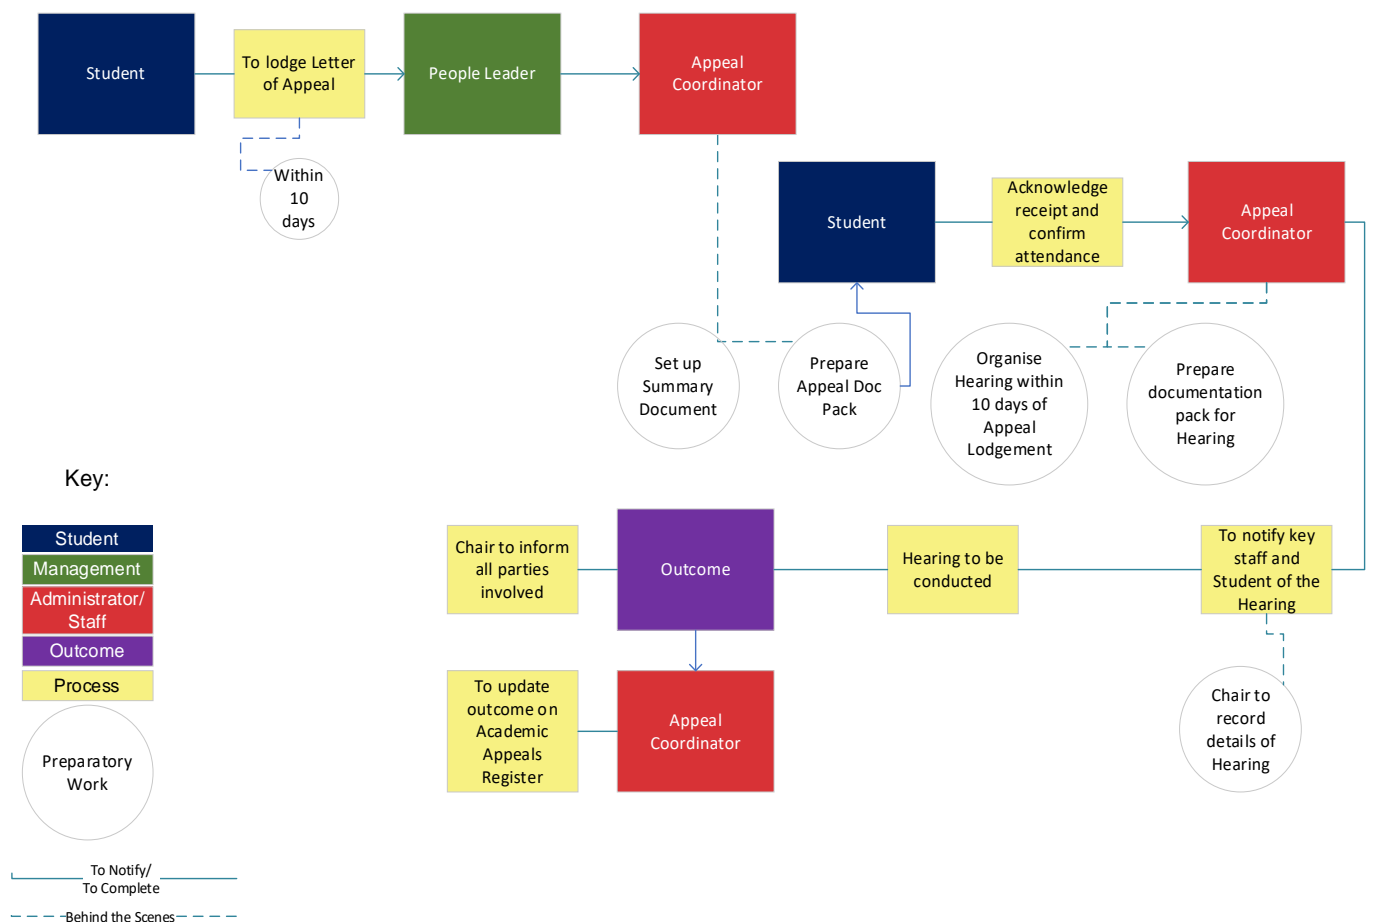 Student
To lodge Letter
of Appeal
People Leader
Appeal
Coordinator
Within
10
days
Student
Acknowledge
receipt and
confirm
attendance
Appeal
Coordinator
Set up
Summary
Document
Prepare
Appeal Doc
Pack
Organise
Hearing within
10 days of
Appeal
Lodgement
Prepare
documentation
pack for
Hearing
Key:
Student
Management
Administrator/
Staff
Outcome
Process
Preparatory
Work
To Notify/
To Complete
Behind the Scenes
Chair to inform
all parties
involved
Outcome
Hearing to be
conducted
To notify key
staff and
Student of the
Hearing
To update
outcome on
Academic
Appeals
Register
Appeal
Coordinator
Chair to
record
details of
Hearing